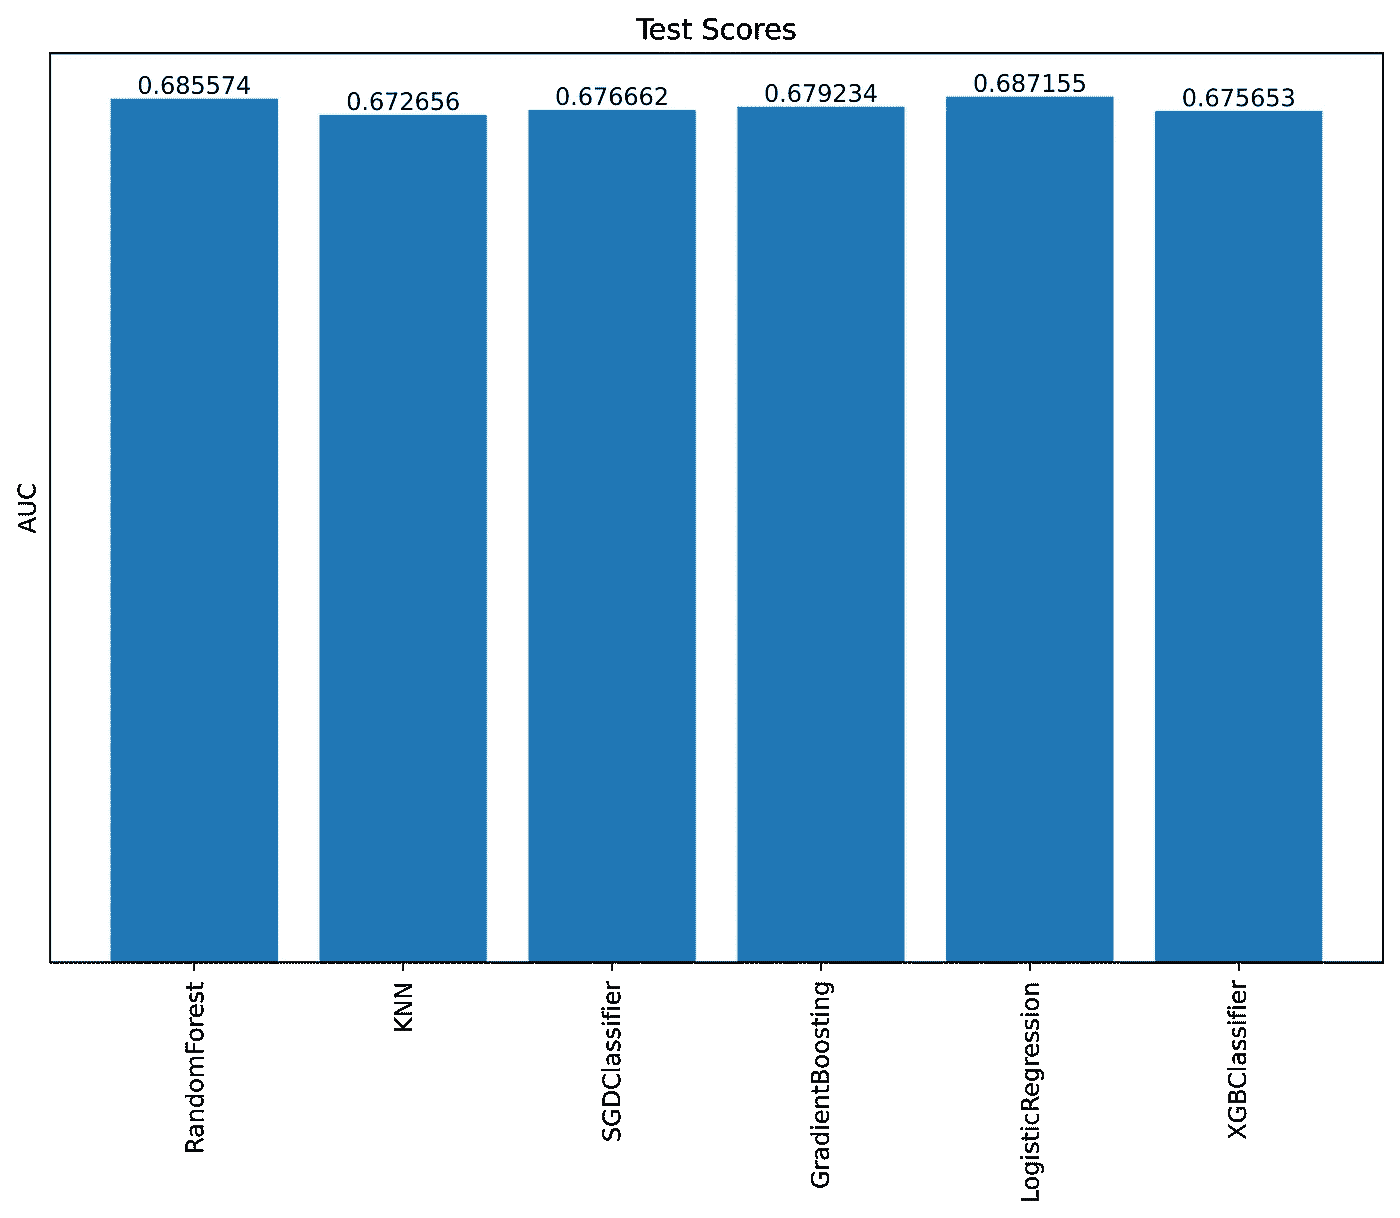 Test Scores
0.685574
0.672656
0.676662
0.679234
0.687155
0.675653
AUC
RandomForest
KNN
SGDClassifier
GradientBoosting
LogisticRegression
XGBClassifier